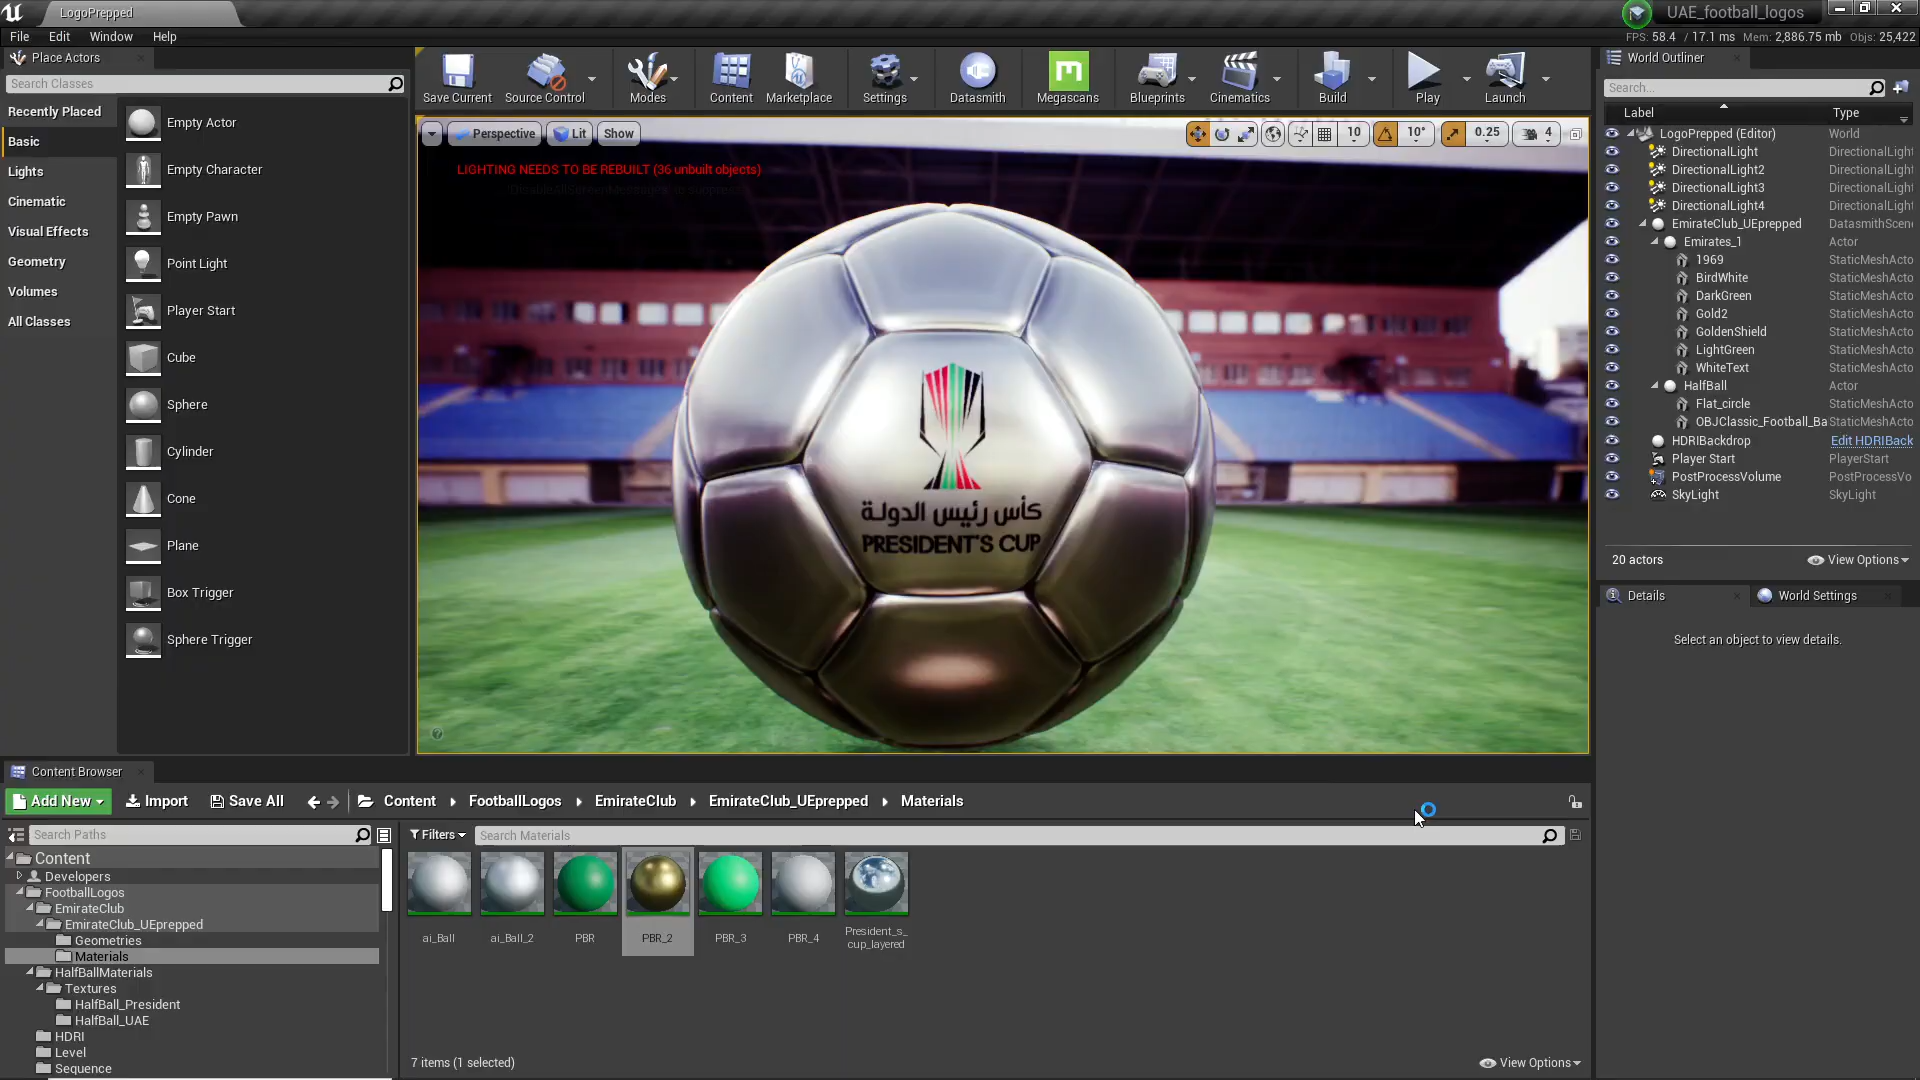 LogoPrepped
UAE_football_logos
File Edit Window Help
FPS: 58.4 / 17.1 ms Mem: 2,886.75 mb Objs: 25,422
Place Actors
Search Classes
Recently Placed
Basic
Lights
Cinematic
Visual Effects
Geometry
Volumes
All Classes
Empty Actor
Empty Character
Empty Pawn
Point Light
Player Start
Cube
Sphere
Cylinder
Cone
Plane
Box Trigger
Sphere Trigger
Save Current Source Control Modes Content Marketplace Settings Datasmith Megascans Blueprints Cinematics Build Play Launch
Perspective Lit Show
10 10° 0.25 4
LIGHTING NEEDS TO BE REBUILT (36 unbuilt objects)
كأس رئيس الدولة
PRESIDENT'S CUP
World Outliner
Search...
Label Type
LogoPrepped (Editor) World
DirectionalLight DirectionalLight
DirectionalLight2 DirectionalLight
DirectionalLight3 DirectionalLight
DirectionalLight4 DirectionalLight
EmirateClub_UEprepped DatasmithScene
Emirates_1 Actor
1969 StaticMeshActo
BirdWhite StaticMeshActo
DarkGreen StaticMeshActo
Gold2 StaticMeshActo
GoldenShield StaticMeshActo
LightGreen StaticMeshActo
WhiteText StaticMeshActo
HalfBall Actor
Flat_circle StaticMeshActo
OBJClassic_Football_Ba StaticMeshActo
HDRIBackdrop Edit HDRIBack
Player Start PlayerStart
PostProcessVolume PostProcessVo
SkyLight SkyLight
20 actors View Options
Details World Settings
Select an object to view details.
Content Browser
Add New Import Save All Content FootballLogos EmirateClub EmirateClub_UEprepped Materials
Search Paths
Filters Search Materials
Content
Developers
FootballLogos
EmirateClub
EmirateClub_UEprepped
Geometries
Materials
HalfBallMaterials
Textures
HalfBall_President
HalfBall_UAE
HDRI
Level
Sequence
ai_Ball ai_Ball_2 PBR PBR_2 PBR_3 PBR_4 President_s_
cup_layered
7 items (1 selected) View Options